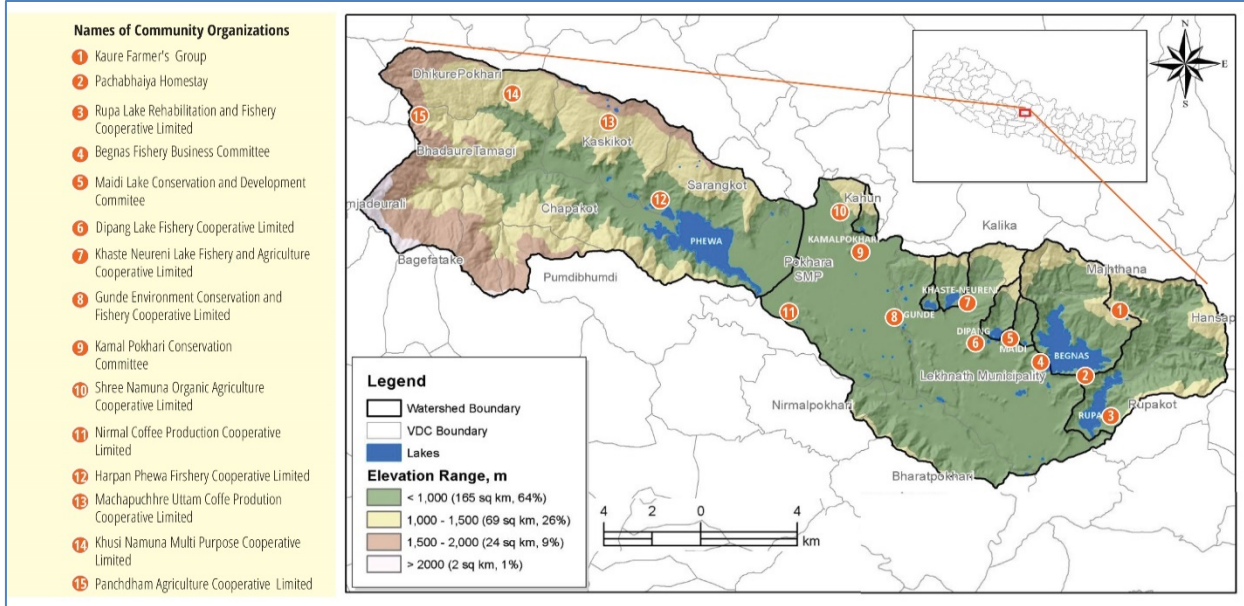 Names of Community Organizations
1 Kaure Farmer's Group
2 Pachabhaiya Homestay
3 Rupa Lake Rehabilitation and Fishery
Cooperative Limited
4 Begnas Fishery Business Committee
5 Maidi Lake Conservation and Development
Commitee
6 Dipang Lake Fishery Cooperative Limited
7 Khaste Neureni Lake Fishery and Agriculture
Cooperative Limited
8 Gunde Environment Conservation and
Fishery Cooperative Limited
9 Kamal Pokhari Conservation
Committee
10 Shree Namuna Organic Agriculture
Cooperative Limited
11 Nirmal Coffee Production Cooperative
Limited
12 Harpan Phewa Firshery Cooperative Limited
13 Machapuchhre Uttam Coffe Prodution
Cooperative Limited
14 Khusi Namuna Multi Purpose Cooperative
Limited
15 Panchdham Agriculture Cooperative Limited
N
W E
S
DhikurePokhari
14
15
13
Kaskikot
BhadaureTamagi
Sarangkot
Kahun
12
10
mjadeurali
Chapakot
Kalika
PHEWA
KAMALPOKHARI
9
Bagefatake
Pumdibhumdi
Pokhara
SMP
Majhthana
KHASTE-NEURENI
7
11
8 GUNDE
1
Hansap
DIPANG
6
5
MAIDI
4
BEGNAS
2
Lekhnath Municipality
Nirmalpokhari
RUPA 3
Rupakot
Bharatpokhari
Legend
Watershed Boundary
VDC Boundary
Lakes
Elevation Range, m
< 1,000 (165 sq km, 64%)
1,000 - 1,500 (69 sq km, 26%)
1,500 - 2,000 (24 sq km, 9%)
> 2000 (2 sq km, 1%)
4 2 0 4
km